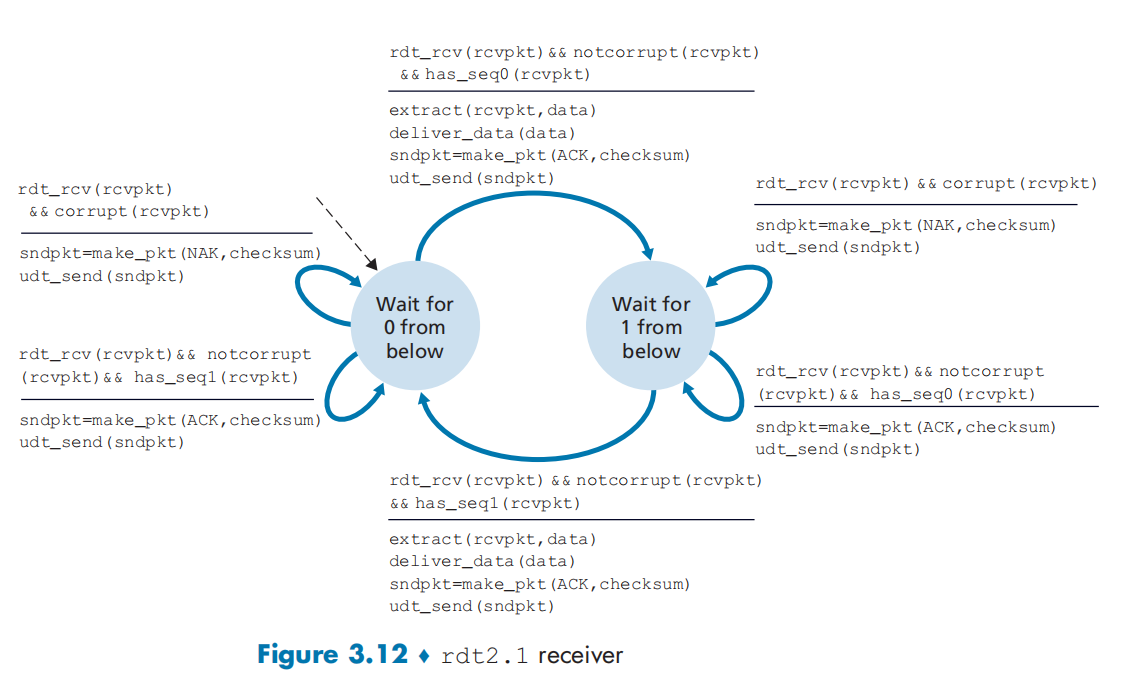 rdt_rcv(rcvpkt) && notcorrupt(rcvpkt)
&& has_seq0(rcvpkt)
extract(rcvpkt,data)
deliver_data(data)
sndpkt=make_pkt(ACK,checksum)
udt_send(sndpkt)
rdt_rcv(rcvpkt)
&& corrupt(rcvpkt)
sndpkt=make_pkt(NAK,checksum)
udt_send(sndpkt)
rdt_rcv(rcvpkt) && corrupt(rcvpkt)
sndpkt=make_pkt(NAK,checksum)
udt_send(sndpkt)
Wait for
0 from
below
Wait for
1 from
below
rdt_rcv(rcvpkt) && notcorrupt
(rcvpkt) && has_seq1(rcvpkt)
sndpkt=make_pkt(ACK,checksum)
udt_send(sndpkt)
rdt_rcv(rcvpkt) && notcorrupt
(rcvpkt) && has_seq0(rcvpkt)
sndpkt=make_pkt(ACK,checksum)
udt_send(sndpkt)
rdt_rcv(rcvpkt) && notcorrupt(rcvpkt)
&& has_seq1(rcvpkt)
extract(rcvpkt,data)
deliver_data(data)
sndpkt=make_pkt(ACK,checksum)
udt_send(sndpkt)
Figure 3.12 ♦ rdt2.1 receiver